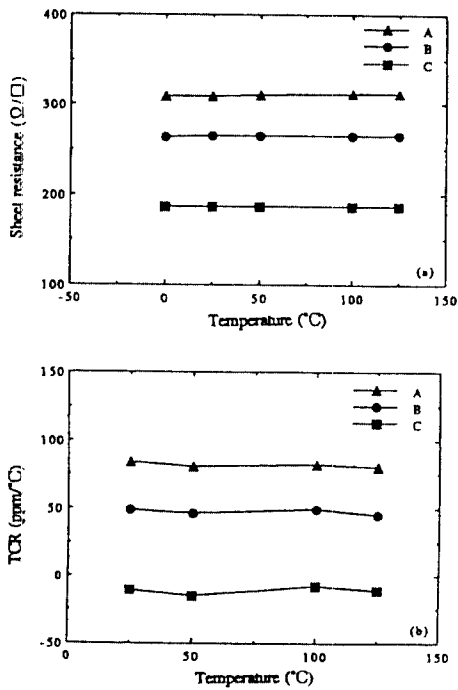 400
A
B
C
300
200
100
Sheet resistance (Ω/□)
(a)
-50 0 50 100 150
Temperature (°C)
150
A
B
C
100
50
0
-50
TCR (ppm/°C)
(b)
0 50 100 150
Temperature (°C)